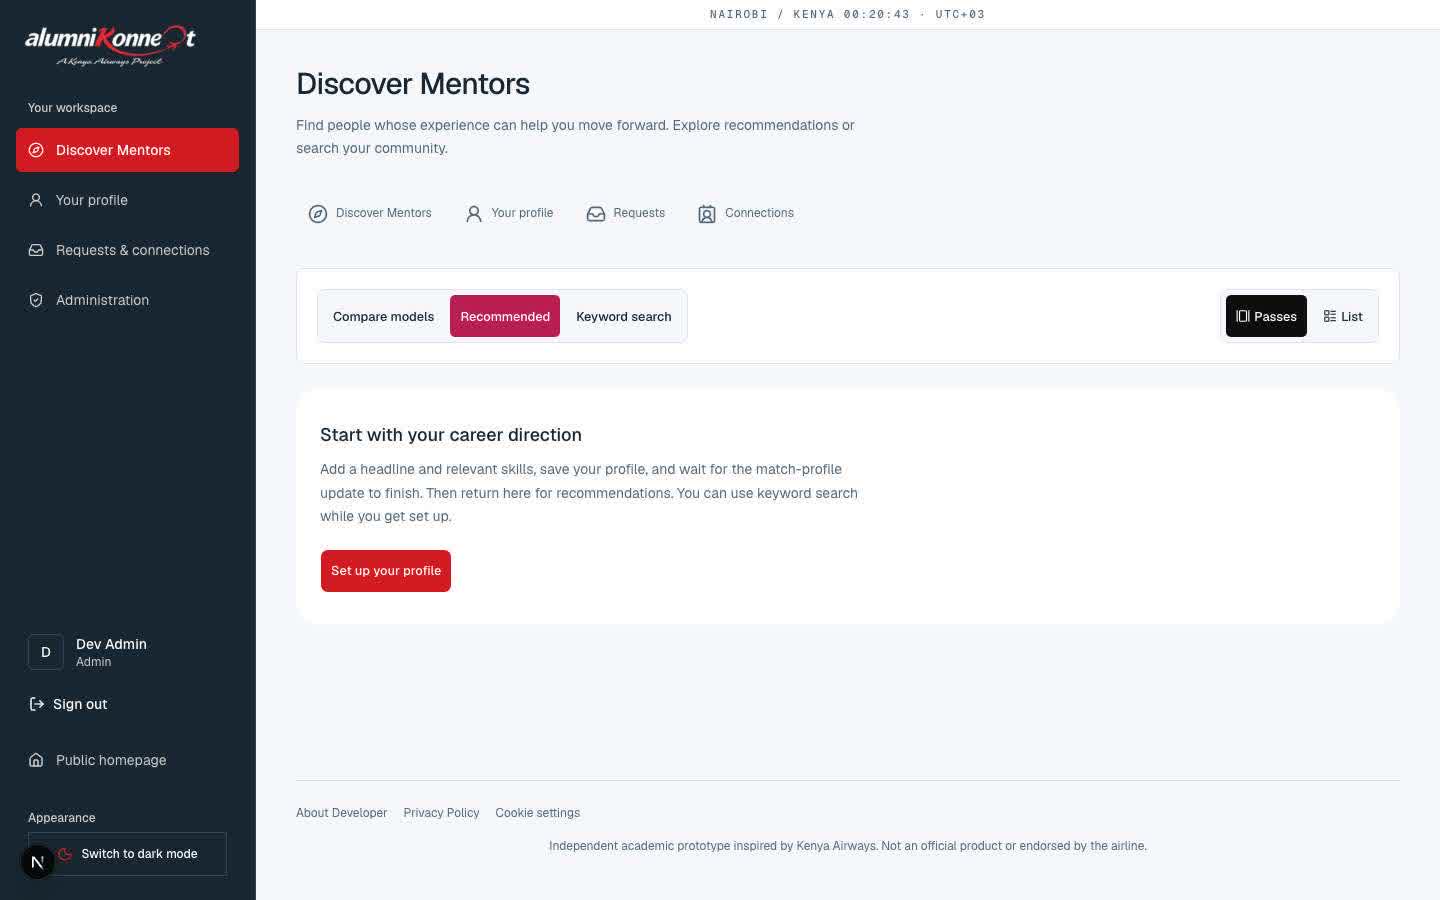 NAIROBI / KENYA 00:20:43 · UTC+03
alumniKonnect
A Kenya Airways Project
Your workspace
Discover Mentors
Your profile
Requests & connections
Administration
D
Dev Admin
Admin
Sign out
Public homepage
Appearance
N
Switch to dark mode
Discover Mentors
Find people whose experience can help you move forward. Explore recommendations or
search your community.
Discover Mentors Your profile Requests Connections
Compare models Recommended Keyword search Passes List
Start with your career direction
Add a headline and relevant skills, save your profile, and wait for the match-profile
update to finish. Then return here for recommendations. You can use keyword search
while you get set up.
Set up your profile
About Developer Privacy Policy Cookie settings
Independent academic prototype inspired by Kenya Airways. Not an official product or endorsed by the airline.